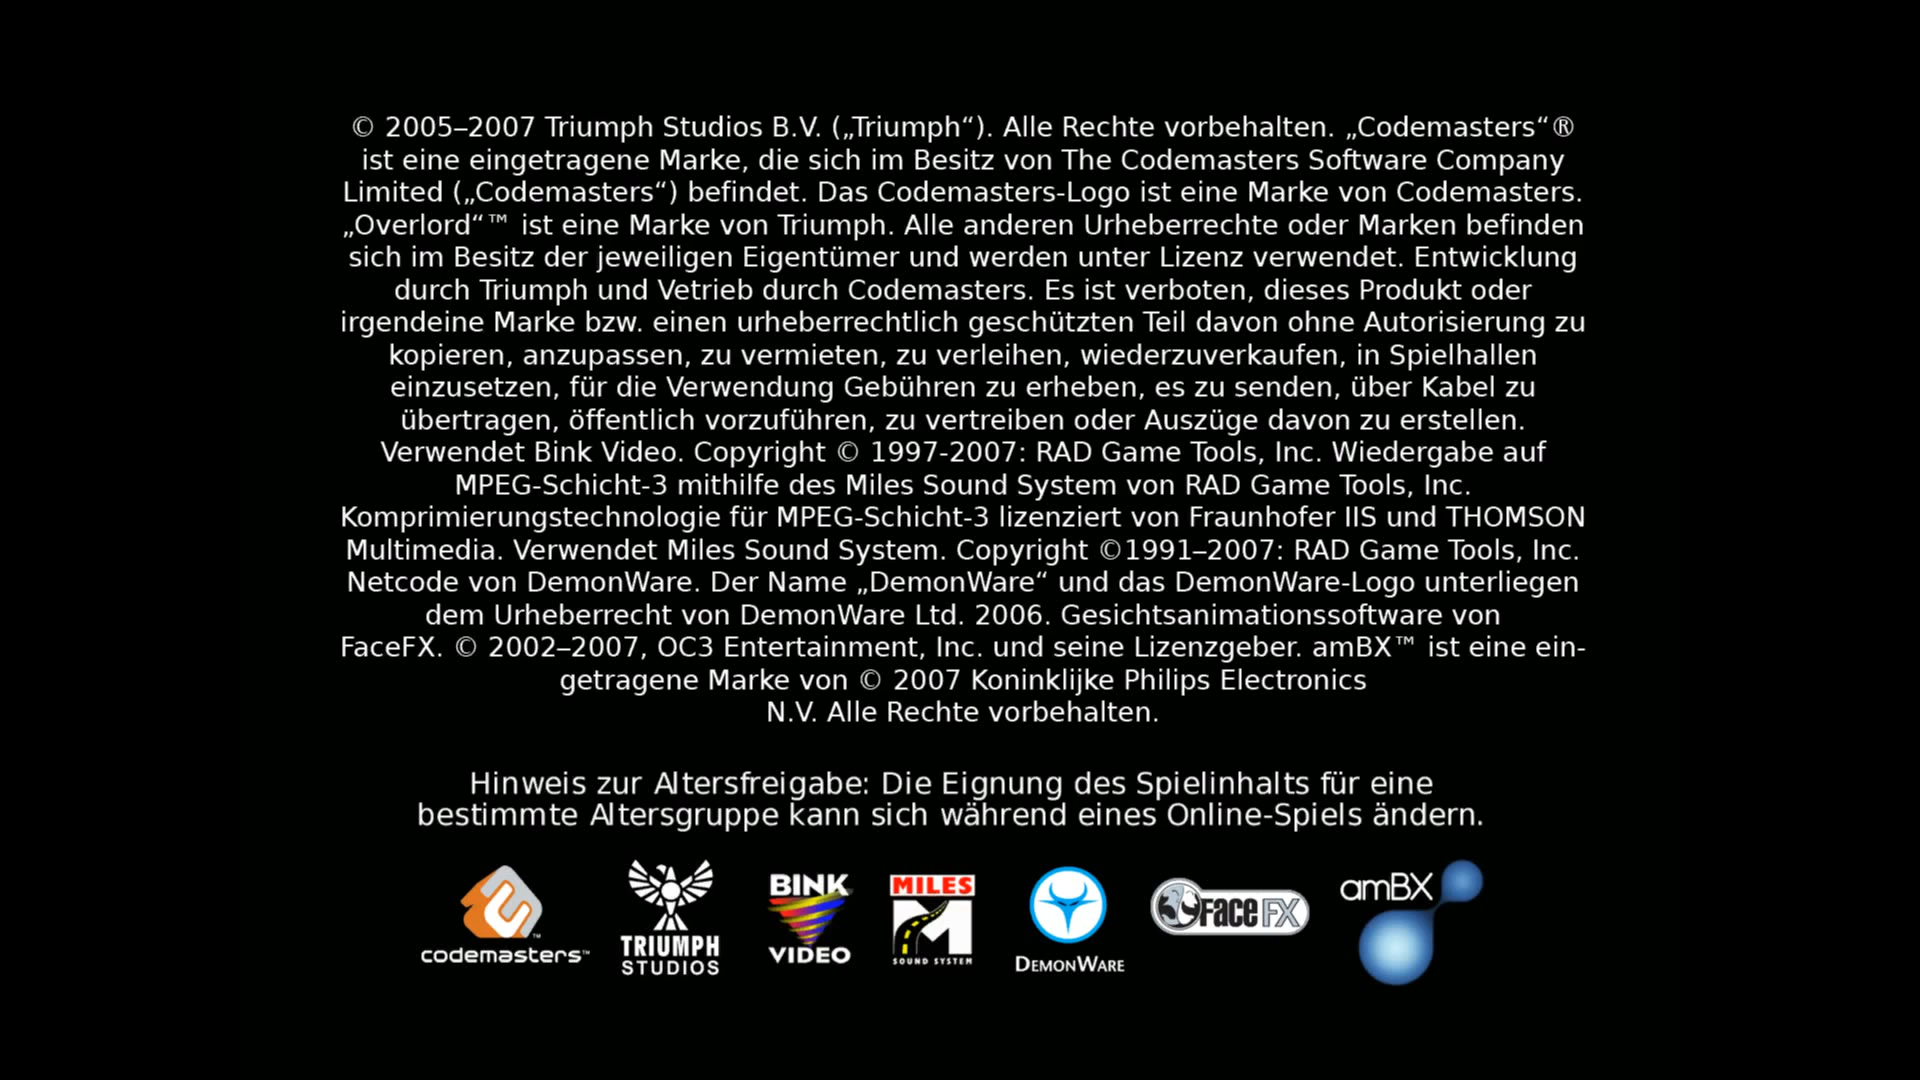 © 2005–2007 Triumph Studios B.V. („Triumph“). Alle Rechte vorbehalten. „Codemasters“®
ist eine eingetragene Marke, die sich im Besitz von The Codemasters Software Company
Limited („Codemasters“) befindet. Das Codemasters-Logo ist eine Marke von Codemasters.
„Overlord“™ ist eine Marke von Triumph. Alle anderen Urheberrechte oder Marken befinden
sich im Besitz der jeweiligen Eigentümer und werden unter Lizenz verwendet. Entwicklung
durch Triumph und Vetrieb durch Codemasters. Es ist verboten, dieses Produkt oder
irgendeine Marke bzw. einen urheberrechtlich geschützten Teil davon ohne Autorisierung zu
kopieren, anzupassen, zu vermieten, zu verleihen, wiederzuverkaufen, in Spielhallen
einzusetzen, für die Verwendung Gebühren zu erheben, es zu senden, über Kabel zu
übertragen, öffentlich vorzuführen, zu vertreiben oder Auszüge davon zu erstellen.
Verwendet Bink Video. Copyright © 1997-2007: RAD Game Tools, Inc. Wiedergabe auf
MPEG-Schicht-3 mithilfe des Miles Sound System von RAD Game Tools, Inc.
Komprimierungstechnologie für MPEG-Schicht-3 lizenziert von Fraunhofer IIS und THOMSON
Multimedia. Verwendet Miles Sound System. Copyright ©1991–2007: RAD Game Tools, Inc.
Netcode von DemonWare. Der Name „DemonWare“ und das DemonWare-Logo unterliegen
dem Urheberrecht von DemonWare Ltd. 2006. Gesichtsanimationssoftware von
FaceFX. © 2002–2007, OC3 Entertainment, Inc. und seine Lizenzgeber. amBX™ ist eine ein-
getragene Marke von © 2007 Koninklijke Philips Electronics
N.V. Alle Rechte vorbehalten.
Hinweis zur Altersfreigabe: Die Eignung des Spielinhalts für eine
bestimmte Altersgruppe kann sich während eines Online-Spiels ändern.
codemasters™
TRIUMPH
STUDIOS
BINK
VIDEO
MILES
M
SOUND SYSTEM
DEMONWARE
FACE FX
amBX